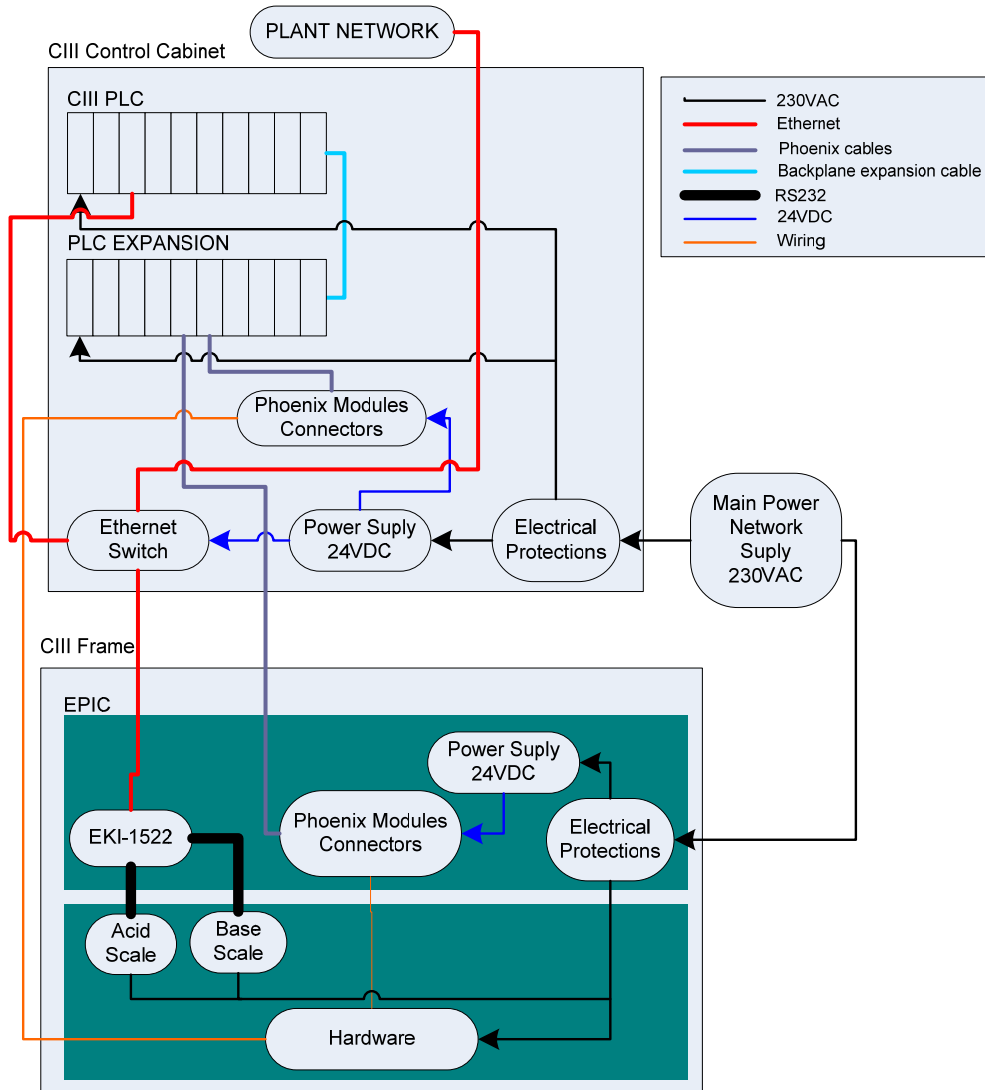 PLANT NETWORK
CIII Control Cabinet
CIII PLC
230VAC
Ethernet
Phoenix cables
Backplane expansion cable
RS232
24VDC
Wiring
PLC EXPANSION
Phoenix Modules
Connectors
Ethernet
Switch
Power Suply
24VDC
Electrical
Protections
Main Power
Network
Suply
230VAC
CIII Frame
EPIC
Power Suply
24VDC
Phoenix Modules
Connectors
Electrical
Protections
EKI-1522
Acid
Scale
Base
Scale
Hardware